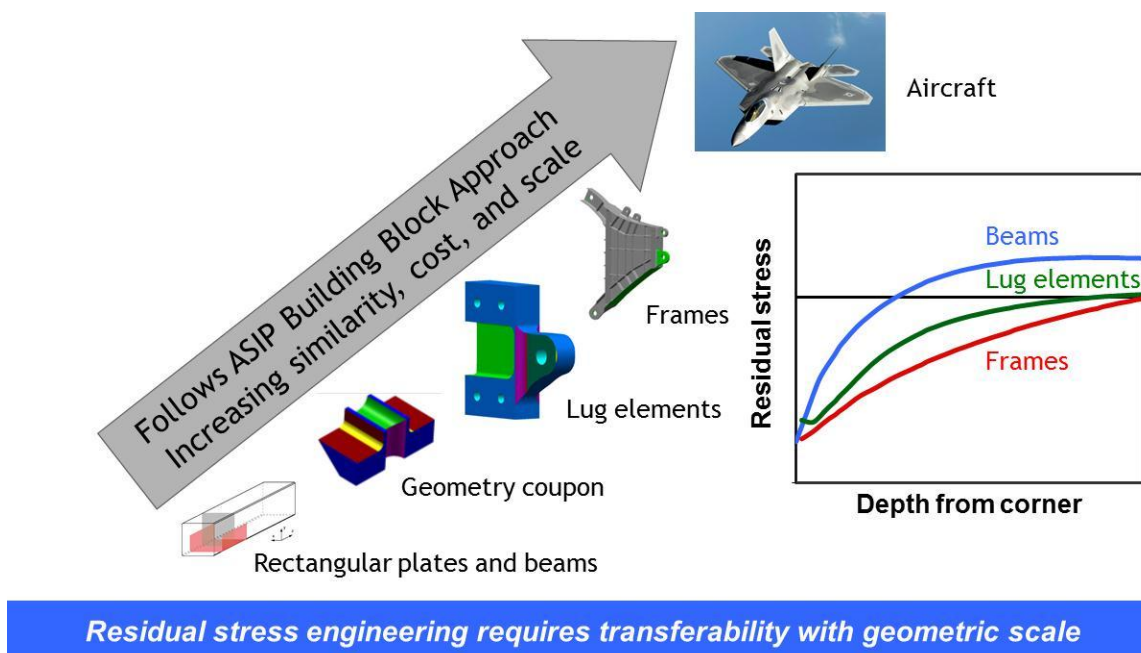 Follows ASIP Building Block Approach
Increasing similarity, cost, and scale
Aircraft
Frames
Lug elements
Geometry coupon
Rectangular plates and beams
Residual stress
Beams
Lug elements
Frames
Depth from corner
Residual stress engineering requires transferability with geometric scale